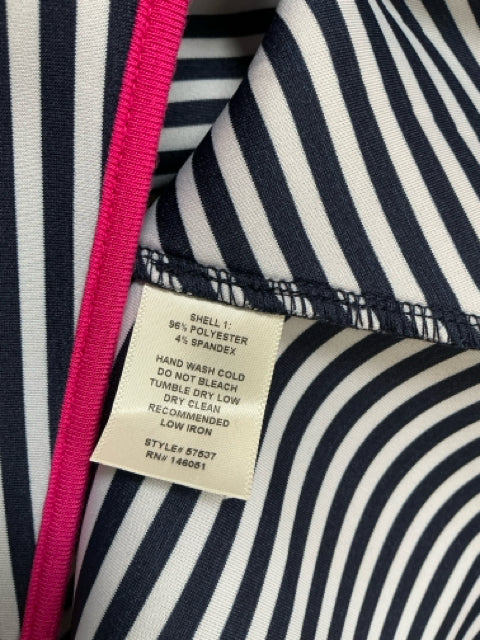 SHELL 1:
96% POLYESTER
4% SPANDEX
HAND WASH COLD
DO NOT BLEACH
TUMBLE DRY LOW
DRY CLEAN
RECOMMENDED
LOW IRON
STYLE# 57537
RN# 146051